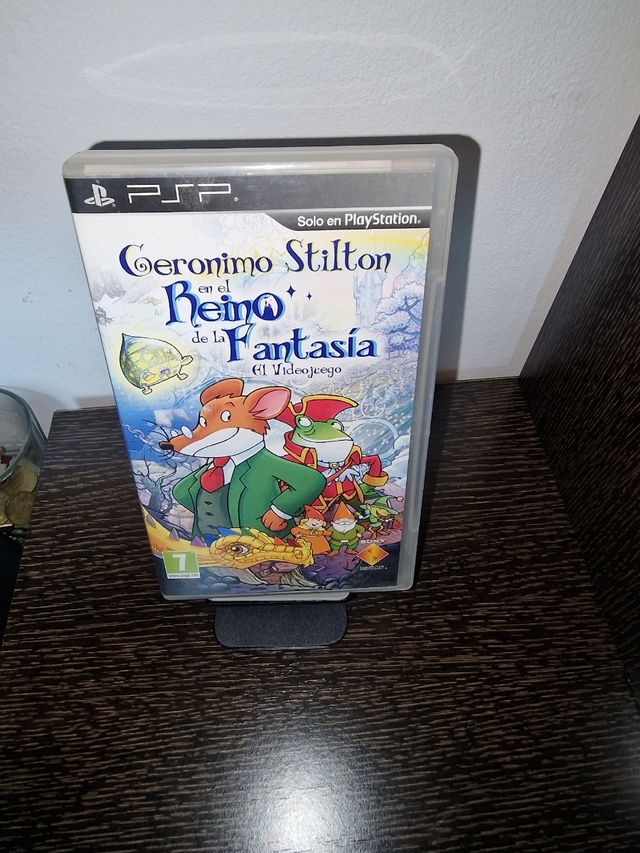 PSP
Solo en PlayStation
Geronimo Stilton
en el
Reino
de la Fantasía
El Videojuego
7
www.pegi.info
SONY